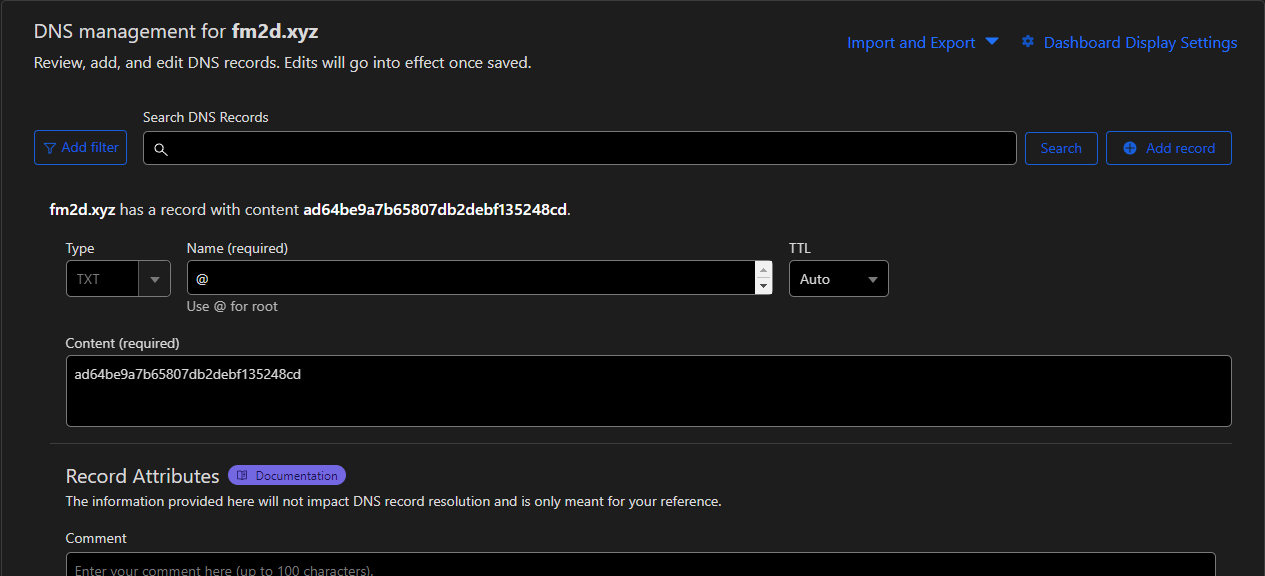 DNS management for fm2d.xyz
Import and Export
Dashboard Display Settings
Review, add, and edit DNS records. Edits will go into effect once saved.
Search DNS Records
Add filter
Search
Add record
fm2d.xyz has a record with content ad64be9a7b65807db2debf135248cd.
Type
Name (required)
TTL
TXT
@
Auto
Use @ for root
Content (required)
ad64be9a7b65807db2debf135248cd
Record Attributes
Documentation
The information provided here will not impact DNS record resolution and is only meant for your reference.
Comment
Enter your comment here (up to 100 characters).